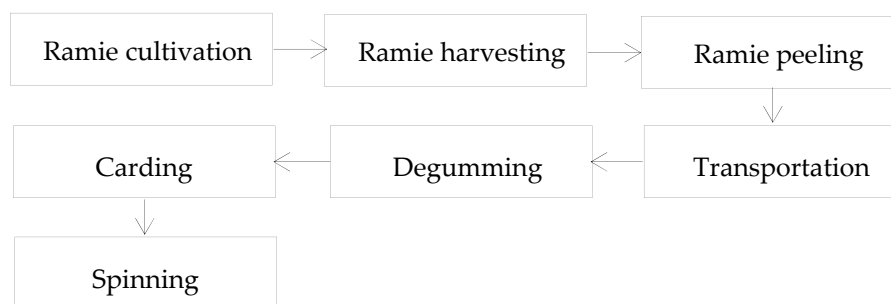 Ramie cultivation
Ramie harvesting
Ramie peeling
Transportation
Degumming
Carding
Spinning